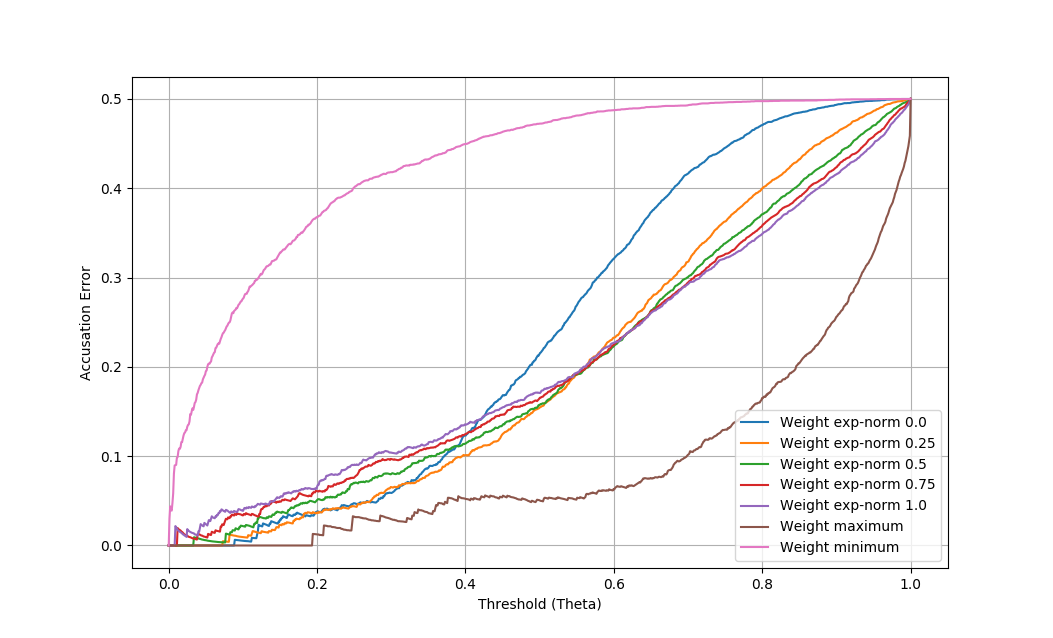 0.5
0.4
0.3
0.2
0.1
0.0
Accusation Error
0.0 0.2 0.4 0.6 0.8 1.0
Threshold (Theta)
Weight exp-norm 0.0
Weight exp-norm 0.25
Weight exp-norm 0.5
Weight exp-norm 0.75
Weight exp-norm 1.0
Weight maximum
Weight minimum